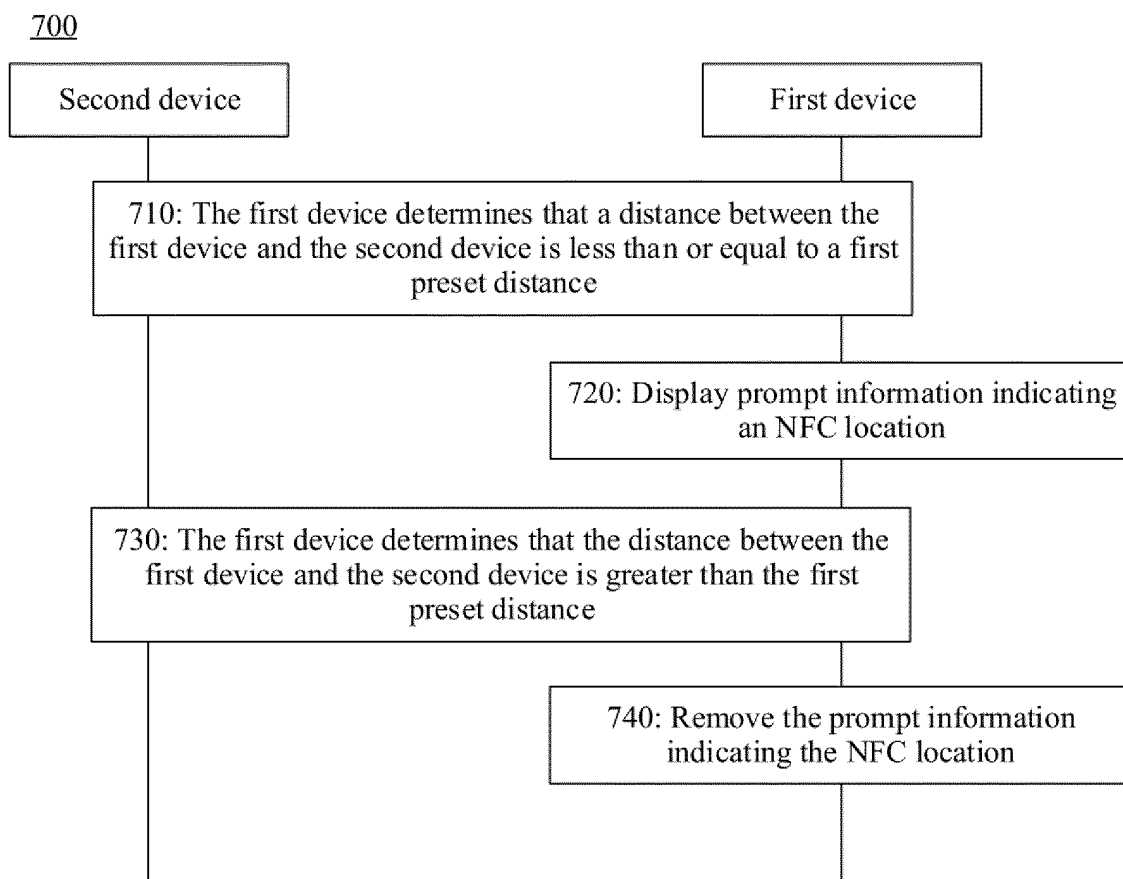 700
Second device
First device
710: The first device determines that a distance between the
first device and the second device is less than or equal to a first
preset distance
720: Display prompt information indicating
an NFC location
730: The first device determines that the distance between the
first device and the second device is greater than the first
preset distance
740: Remove the prompt information
indicating the NFC location